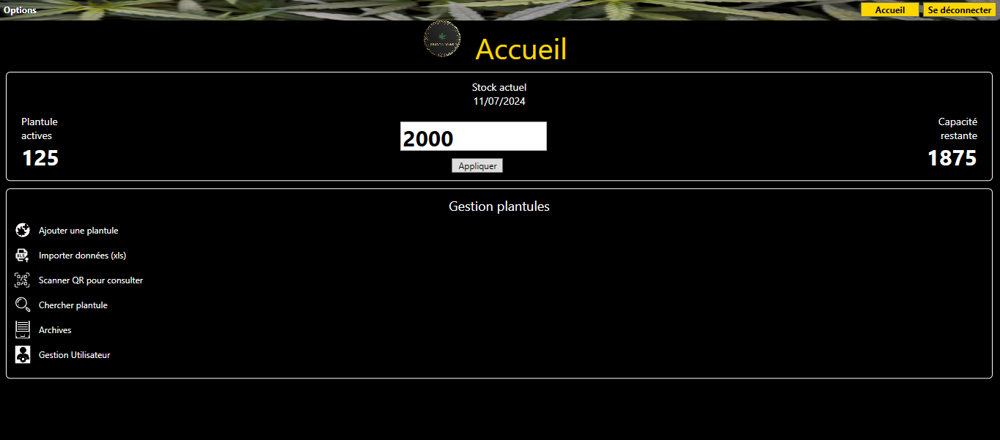 Options
Accueil
Se déconnecter
Accueil
Stock actuel
11/07/2024
Plantule
actives
125
2000
Appliquer
Capacité
restante
1875
Gestion plantules
Ajouter une plantule
Importer données (xls)
Scanner QR pour consulter
Chercher plantule
Archives
Gestion Utilisateur